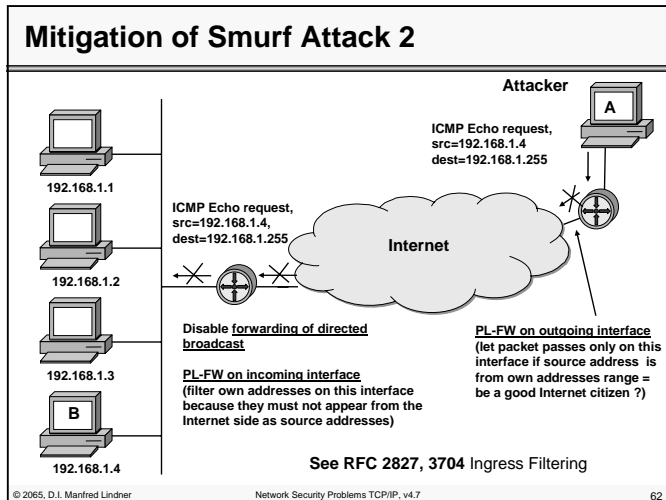 Mitigation of Smurf Attack 2
Attacker
A
ICMP Echo request,
src=192.168.1.4
dest=192.168.1.255
192.168.1.1
ICMP Echo request,
src=192.168.1.4,
dest=192.168.1.255
Internet
192.168.1.2
Disable forwarding of directed
broadcast
PL-FW on incoming interface
(filter own addresses on this interface
because they must not appear from the
Internet side as source addresses)
PL-FW on outgoing interface
(let packet passes only on this
interface if source address is
from own addresses range =
be a good Internet citizen ?)
192.168.1.3
B
192.168.1.4
See RFC 2827, 3704 Ingress Filtering
© 2065, D.I. Manfred Lindner
Network Security Problems TCP/IP, v4.7
62